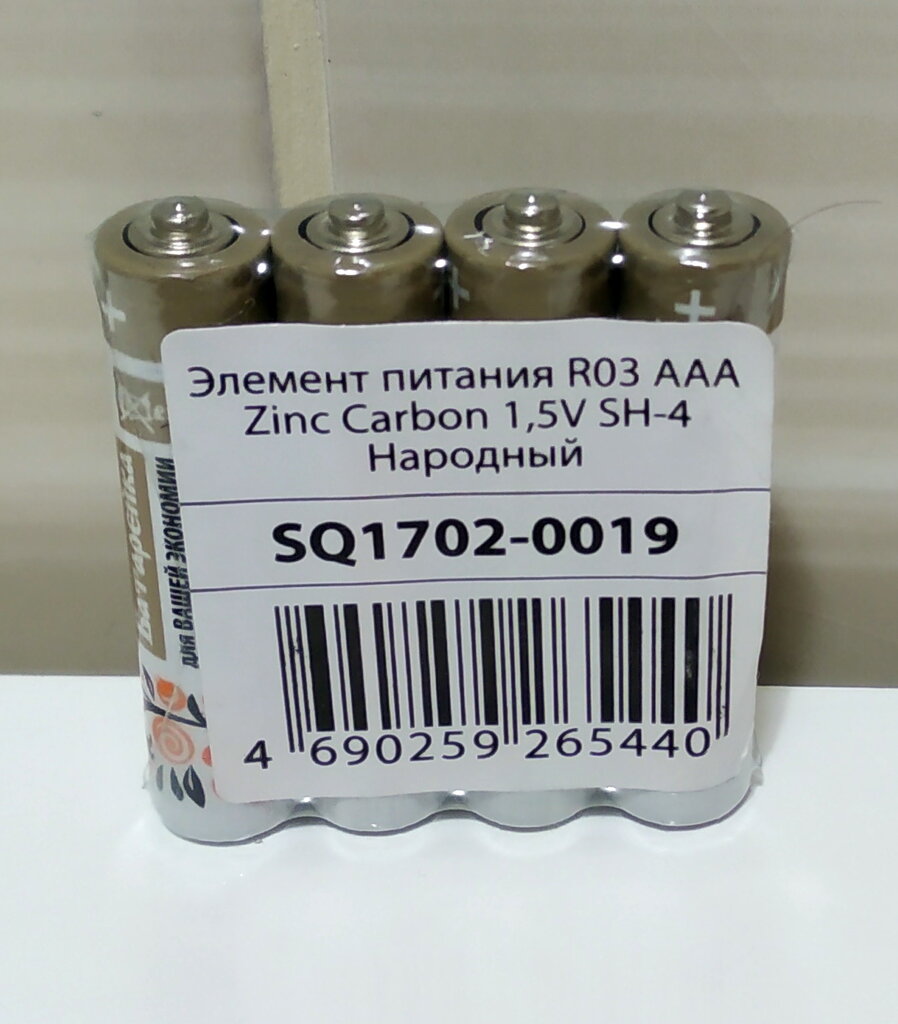 Элемент питания R03 AAA
Zinc Carbon 1,5V SH-4
Народный
SQ1702-0019
4 690259 265440
Батарейка
ДЛЯ ВАШЕЙ ЭКОНОМИИ
+
+
+